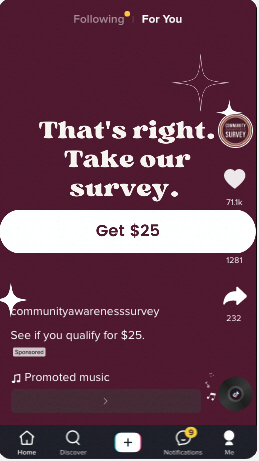 Following For You
That's right.
Take our
survey.
COMMUNITY
SURVEY
71.1k
Get $25
1281
communityawarenesssurvey
232
See if you qualify for $25.
Sponsored
Promoted music
9
Home Discover Notifications Me